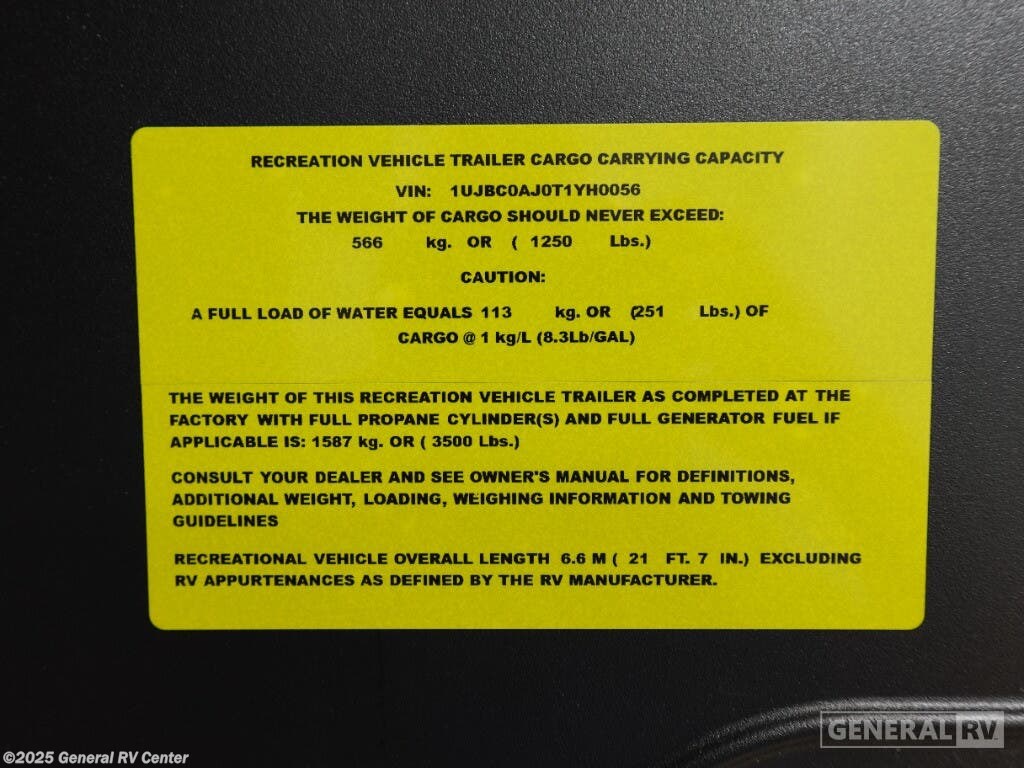 RECREATION VEHICLE TRAILER CARGO CARRYING CAPACITY
VIN: 1UJBC0AJ0T1YH0056
THE WEIGHT OF CARGO SHOULD NEVER EXCEED:
566 kg. OR ( 1250 Lbs.)
CAUTION:
A FULL LOAD OF WATER EQUALS 113 kg. OR (251 Lbs.) OF
CARGO @ 1 kg/L (8.3Lb/GAL)
THE WEIGHT OF THIS RECREATION VEHICLE TRAILER AS COMPLETED AT THE
FACTORY WITH FULL PROPANE CYLINDER(S) AND FULL GENERATOR FUEL IF
APPLICABLE IS: 1587 kg. OR ( 3500 Lbs.)
CONSULT YOUR DEALER AND SEE OWNER'S MANUAL FOR DEFINITIONS,
ADDITIONAL WEIGHT, LOADING, WEIGHING INFORMATION AND TOWING
GUIDELINES
RECREATIONAL VEHICLE OVERALL LENGTH 6.6 M ( 21 FT. 7 IN.) EXCLUDING
RV APPURTENANCES AS DEFINED BY THE RV MANUFACTURER.
GENERAL RV
©2025 General RV Center